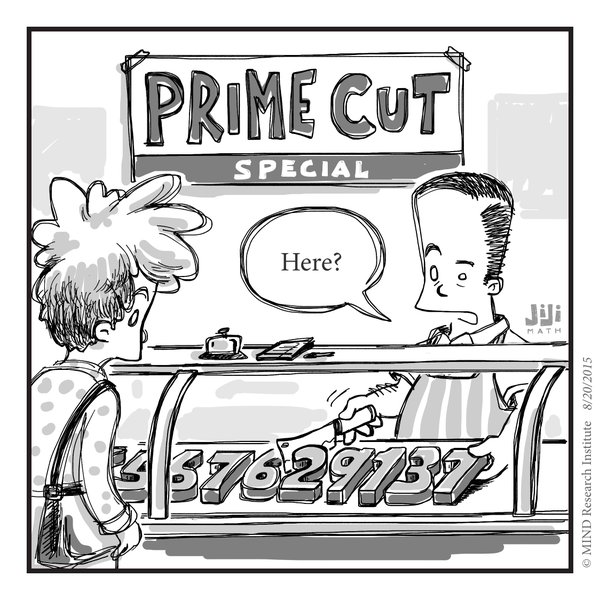 PRIME CUT
SPECIAL
Here?
JiJi
MATH
567629137
© MIND Research Institute 8/20/2015